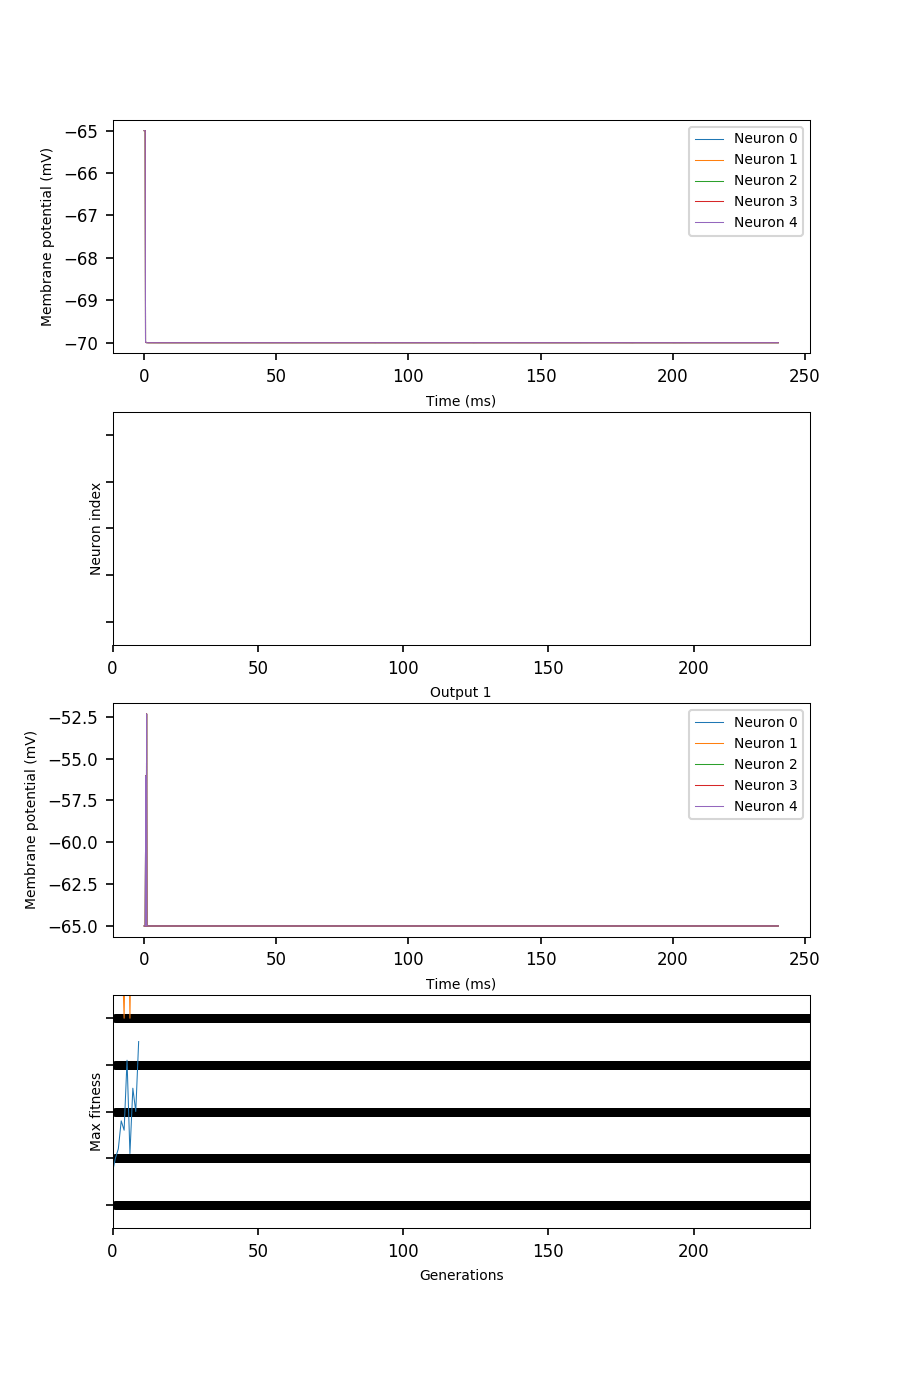 Membrane potential (mV)
−65
−66
−67
−68
−69
−70
Neuron 0
Neuron 1
Neuron 2
Neuron 3
Neuron 4
0 50 100 150 200 250
Time (ms)
Neuron index
0 50 100 150 200
Output 1
Membrane potential (mV)
−52.5
−55.0
−57.5
−60.0
−62.5
−65.0
Neuron 0
Neuron 1
Neuron 2
Neuron 3
Neuron 4
0 50 100 150 200 250
Time (ms)
Max fitness
0 50 100 150 200
Generations